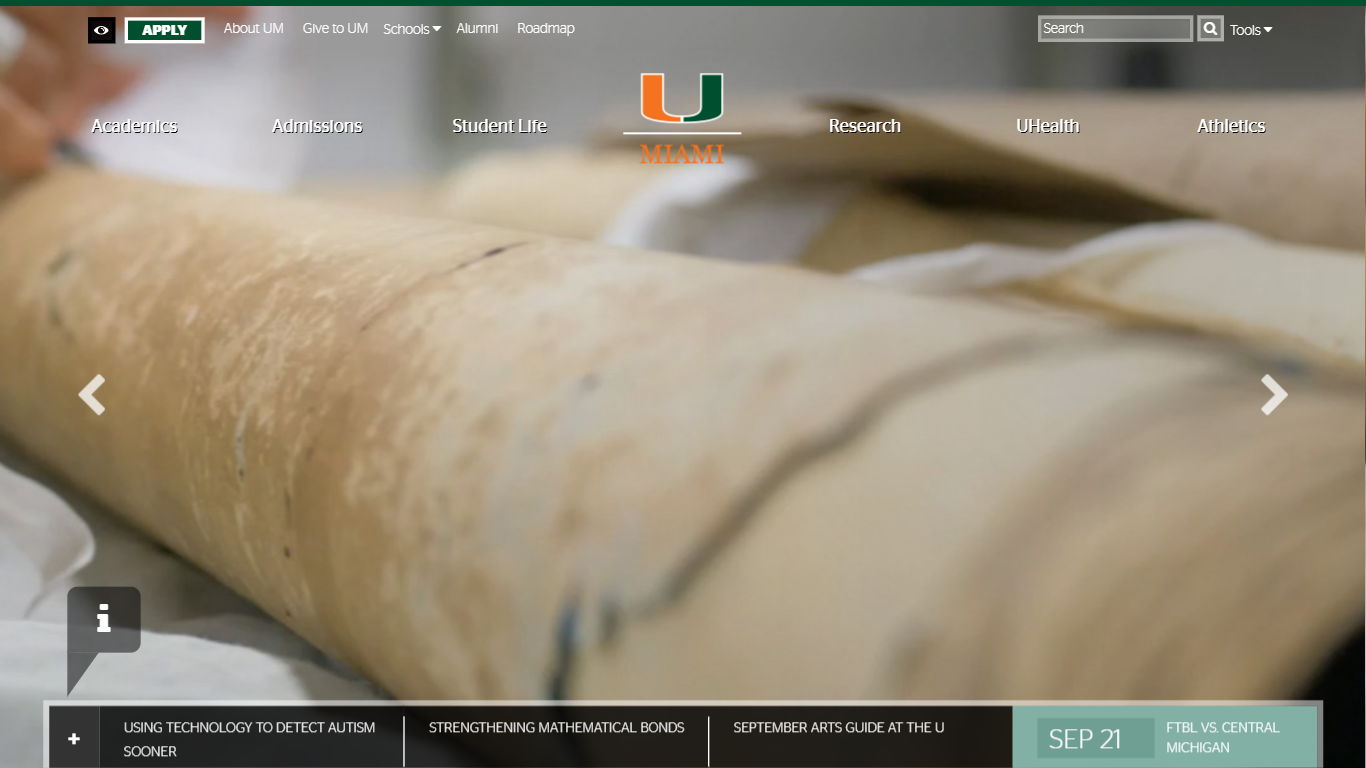 APPLY
About UM
Give to UM
Schools
Alumni
Roadmap
Search
Tools
Academics
Admissions
Student Life
U
MIAMI
Research
UHealth
Athletics
i
+
USING TECHNOLOGY TO DETECT AUTISM
SOONER
STRENGTHENING MATHEMATICAL BONDS
SEPTEMBER ARTS GUIDE AT THE U
SEP 21
FTBL VS. CENTRAL
MICHIGAN